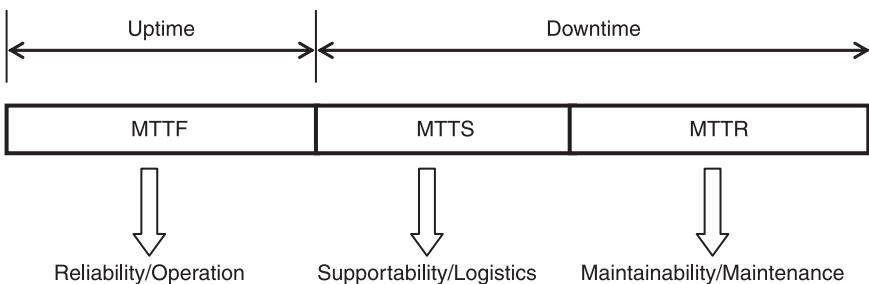 Uptime
Downtime
MTTF
MTTS
MTTR
Reliability/Operation
Supportability/Logistics
Maintainability/Maintenance